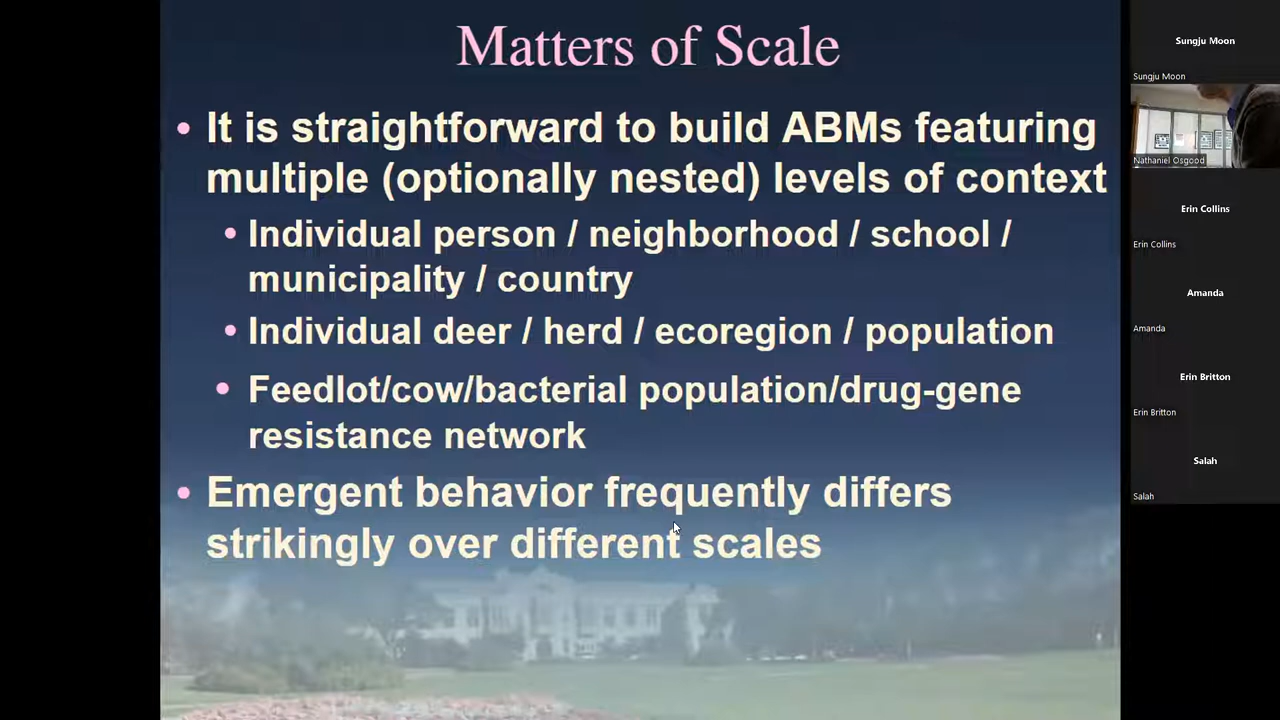 Matters of Scale
• It is straightforward to build ABMs featuring
multiple (optionally nested) levels of context
• Individual person / neighborhood / school /
municipality / country
• Individual deer / herd / ecoregion / population
• Feedlot/cow/bacterial population/drug-gene
resistance network
• Emergent behavior frequently differs
strikingly over different scales
Sungju Moon
Sungju Moon
Nathaniel Osgood
Erin Collins
Erin Collins
Amanda
Amanda
Erin Britton
Erin Britton
Salah
Salah